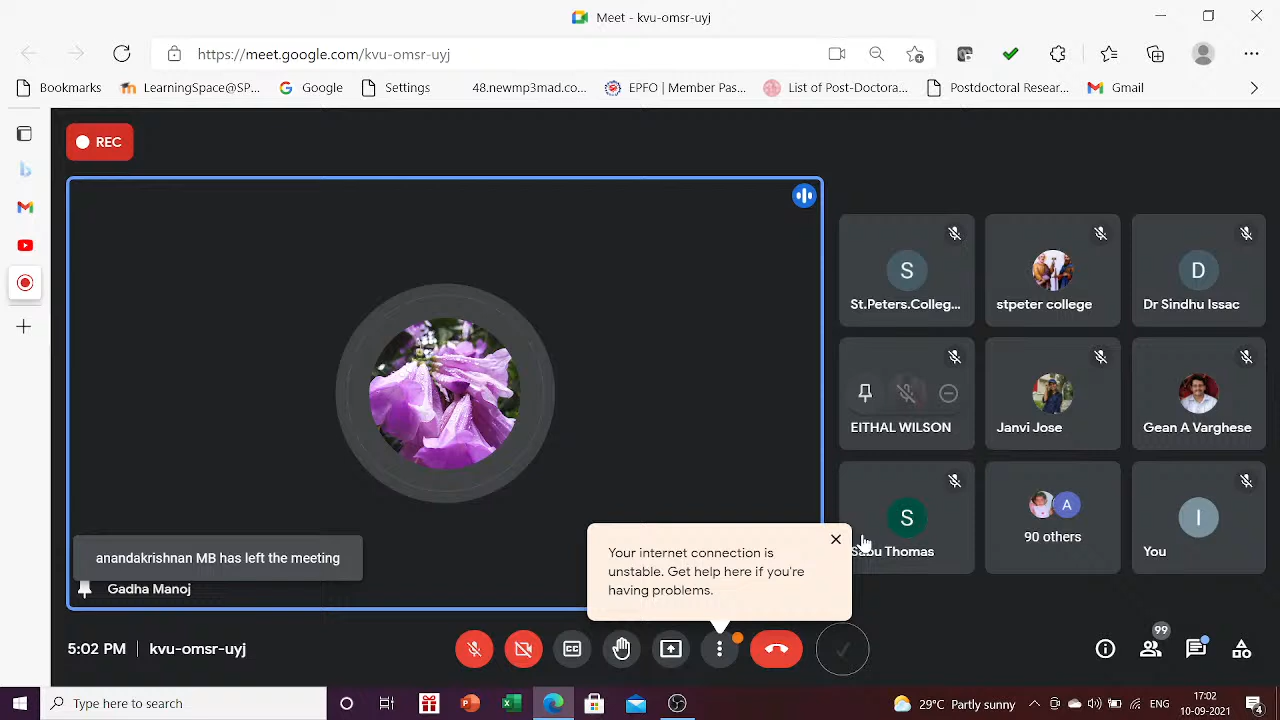 Meet - kvu-omsr-uyj
https://meet.google.com/kvu-omsr-uyj
Bookmarks
LearningSpace@SP...
Google
Settings
48.newmp3mad.co...
EPFO | Member Pas...
List of Post-Doctora...
Postdoctoral Resear...
Gmail
REC
S
St.Peters.Colleg...
stpeter college
D
Dr Sindhu Issac
EITHAL WILSON
Janvi Jose
Gean A Varghese
S
Thomas
A
90 others
I
You
anandakrishnan MB has left the meeting
Gadha Manoj
Your internet connection is
unstable. Get help here if you're
having problems.
5:02 PM | kvu-omsr-uyj
CC
99
Type here to search
29°C Partly sunny
ENG
17:02
10-09-2021